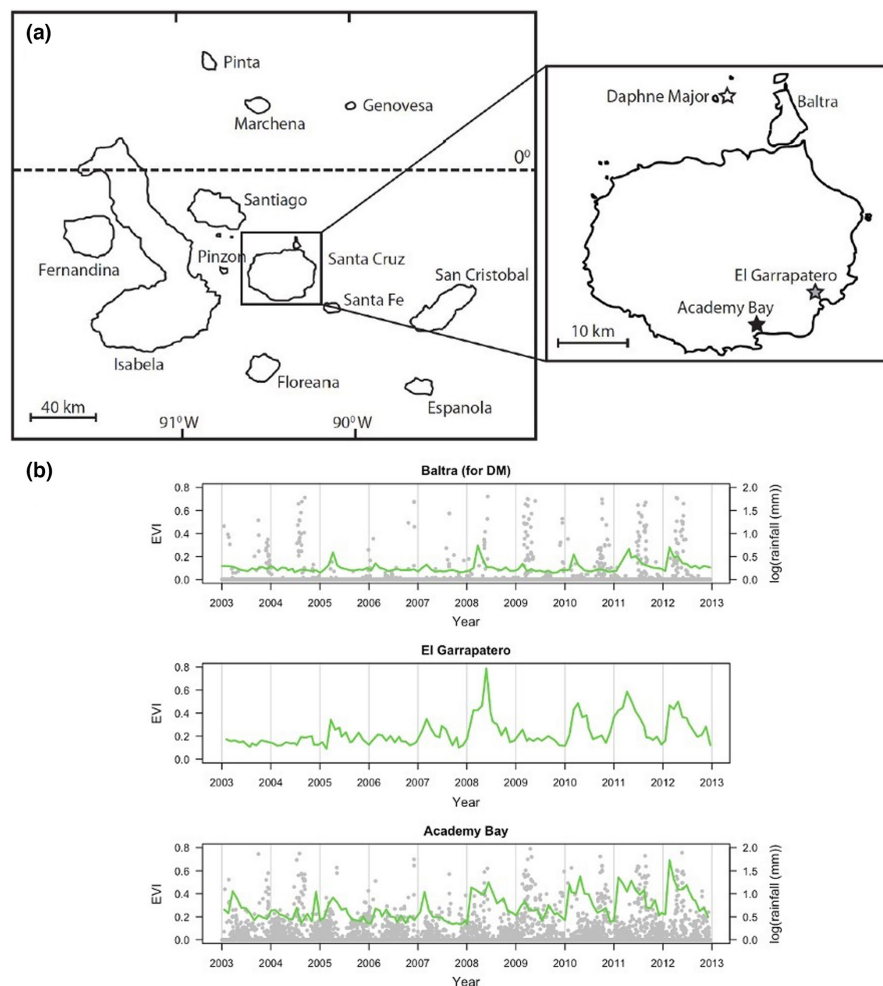 (a)
Pinta
Marchena
Genovesa
0°
Santiago
Fernandina
Pinzon
Santa Cruz
San Cristobal
Santa Fe
Isabela
Floreana
Espanola
40 km
91°W
90°W
Daphne Major
Baltra
El Garrapatero
Academy Bay
10 km
(b)
Baltra (for DM)
EVI
0.8
0.6
0.4
0.2
0.0
2.0
1.5
1.0
0.5
0.0
log(rainfall (mm))
2003 2004 2005 2006 2007 2008 2009 2010 2011 2012 2013
Year
El Garrapatero
EVI
0.8
0.6
0.4
0.2
0.0
2003 2004 2005 2006 2007 2008 2009 2010 2011 2012 2013
Year
Academy Bay
EVI
0.8
0.6
0.4
0.2
0.0
2.0
1.5
1.0
0.5
0.0
log(rainfall (mm))
2003 2004 2005 2006 2007 2008 2009 2010 2011 2012 2013
Year